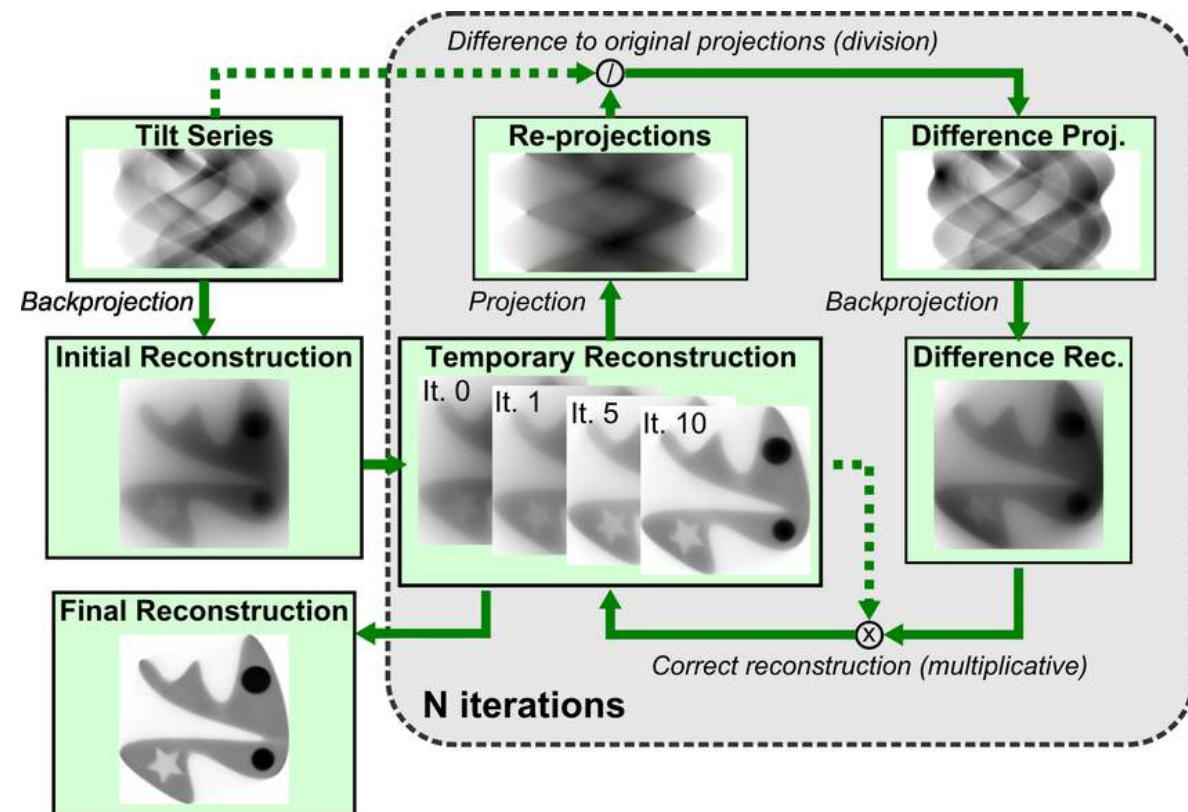 Difference to original projections (division)
/
Tilt Series
Re-projections
Difference Proj.
Backprojection
Projection
Backprojection
Initial Reconstruction
Temporary Reconstruction
Difference Rec.
It. 0
It. 1
It. 5
It. 10
Final Reconstruction
x
Correct reconstruction (multiplicative)
N iterations